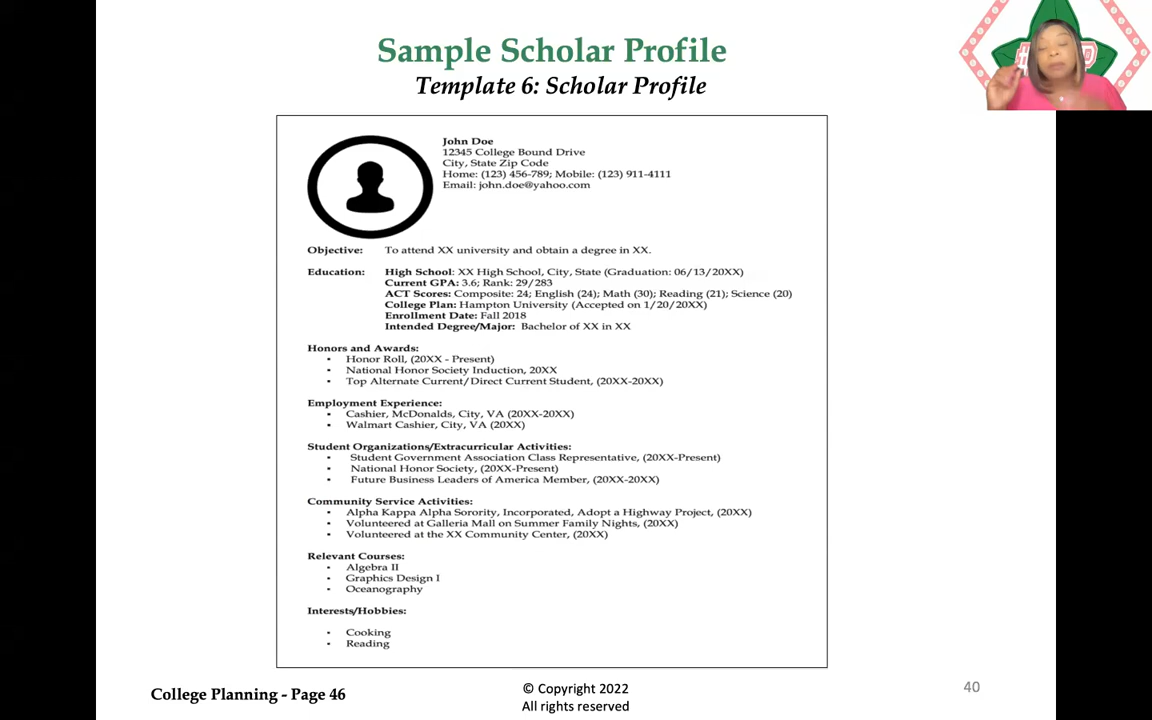 Sample Scholar Profile
Template 6: Scholar Profile
John Doe
12345 College Bound Drive
City, State Zip Code
Home: (123) 456-789; Mobile: (123) 911-4111
Email: john.doe@yahoo.com
Objective: To attend XX university and obtain a degree in XX.
Education: High School: XX High School, City, State (Graduation: 06/13/20XX)
Current GPA: 3.6; Rank: 29/283
ACT Scores: Composite: 24; English (24); Math (30); Reading (21); Science (20)
College Plan: Hampton University (Accepted on 1/20/20XX)
Enrollment Date: Fall 2018
Intended Degree/Major: Bachelor of XX in XX
Honors and Awards:
▪ Honor Roll, (20XX - Present)
▪ National Honor Society Induction, 20XX
▪ Top Alternate Current/Direct Current Student, (20XX-20XX)
Employment Experience:
▪ Cashier, McDonalds, City, VA (20XX-20XX)
▪ Walmart Cashier, City, VA (20XX)
Student Organizations/Extracurricular Activities:
▪ Student Government Association Class Representative, (20XX-Present)
▪ National Honor Society, (20XX-Present)
▪ Future Business Leaders of America Member, (20XX-20XX)
Community Service Activities:
▪ Alpha Kappa Alpha Sorority, Incorporated, Adopt a Highway Project, (20XX)
▪ Volunteered at Galleria Mall on Summer Family Nights, (20XX)
▪ Volunteered at the XX Community Center, (20XX)
Relevant Courses:
▪ Algebra II
▪ Graphics Design I
▪ Oceanography
Interests/Hobbies:
▪ Cooking
▪ Reading
College Planning - Page 46
© Copyright 2022
All rights reserved
40